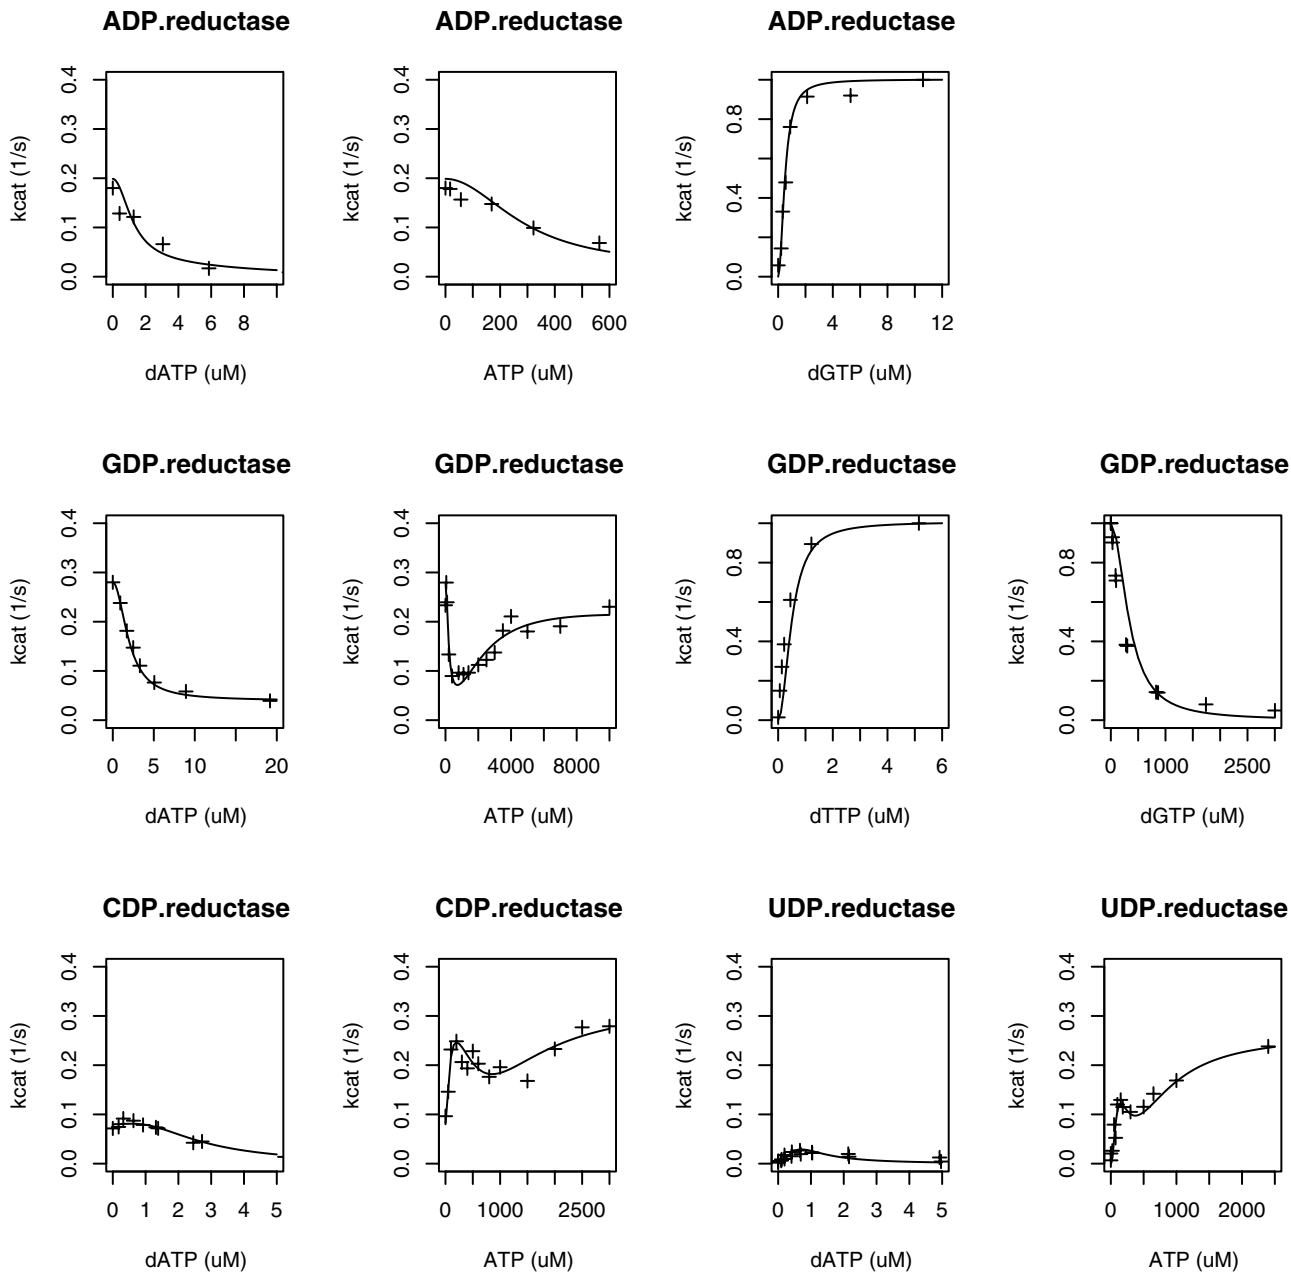 ADP.reductase ADP.reductase ADP.reductase
kcat (1/s) 0.0 0.1 0.2 0.3 0.4 kcat (1/s) 0.0 0.1 0.2 0.3 0.4 kcat (1/s) 0.0 0.4 0.8
0 2 4 6 8 0 200 400 600 0 4 8 12
dATP (uM) ATP (uM) dGTP (uM)
GDP.reductase GDP.reductase GDP.reductase GDP.reductase
kcat (1/s) 0.0 0.1 0.2 0.3 0.4 kcat (1/s) 0.0 0.1 0.2 0.3 0.4 kcat (1/s) 0.0 0.4 0.8 kcat (1/s) 0.0 0.4 0.8
0 5 10 20 0 4000 8000 0 2 4 6 0 1000 2500
dATP (uM) ATP (uM) dTTP (uM) dGTP (uM)
CDP.reductase CDP.reductase UDP.reductase UDP.reductase
kcat (1/s) 0.0 0.1 0.2 0.3 0.4 kcat (1/s) 0.0 0.1 0.2 0.3 0.4 kcat (1/s) 0.0 0.1 0.2 0.3 0.4 kcat (1/s) 0.0 0.1 0.2 0.3 0.4
0 1 2 3 4 5 0 1000 2500 0 1 2 3 4 5 0 1000 2000
dATP (uM) ATP (uM) dATP (uM) ATP (uM)